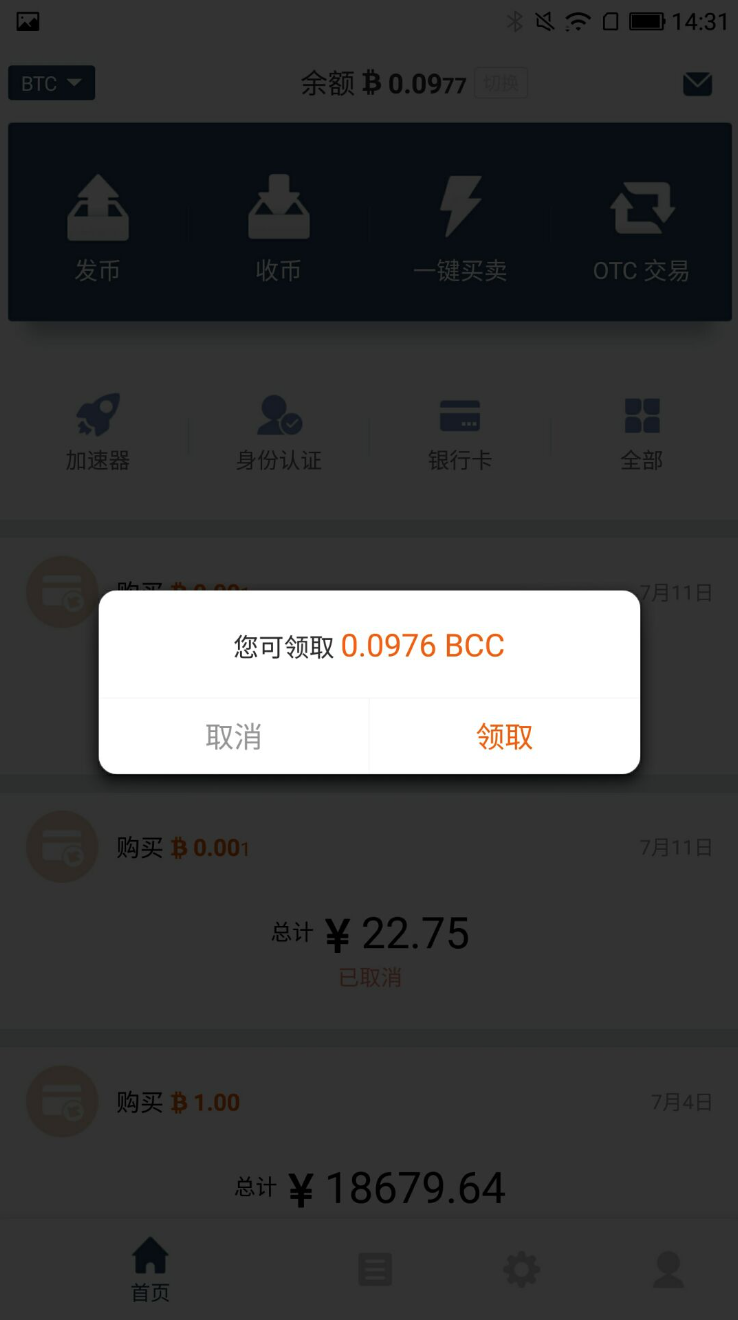 14:31
BTC 余额 ₿ 0.0977 切换
发币 收币 一键买卖 OTC 交易
加速器 身份认证 银行卡 全部
购买 ₿ 0.001 7月11日
您可领取 0.0976 BCC
取消 领取
购买 ₿ 0.001 7月11日
总计 ¥ 22.75
已取消
购买 ₿ 1.00 7月4日
总计 ¥ 18679.64
首页